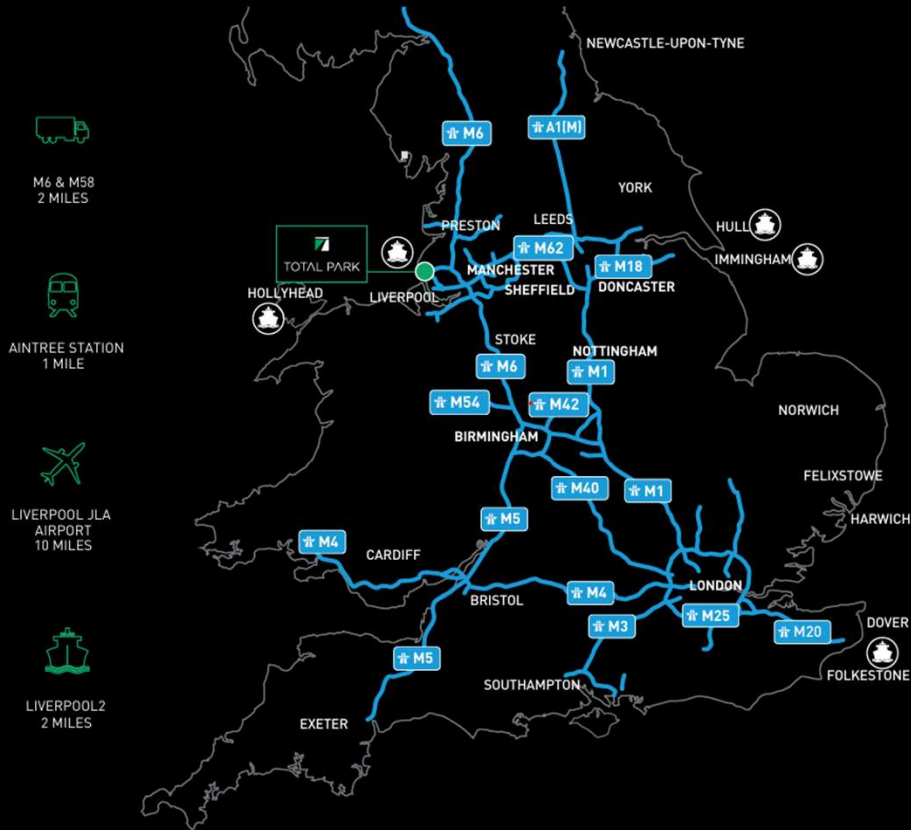 M6 & M58
2 MILES
AINTREE STATION
1 MILE
LIVERPOOL JLA
AIRPORT
10 MILES
LIVERPOOL2
2 MILES
NEWCASTLE-UPON-TYNE
M6
A1(M)
YORK
PRESTON
LEEDS
HULL
M62
TOTAL PARK
MANCHESTER
M18
IMMINGHAM
HOLLYHEAD
LIVERPOOL
SHEFFIELD
DONCASTER
STOKE
NOTTINGHAM
M6
M1
M54
M42
NORWICH
BIRMINGHAM
FELIXSTOWE
M40
M1
M5
HARWICH
M4
CARDIFF
LONDON
M4
BRISTOL
M25
DOVER
M3
M20
M5
FOLKESTONE
SOUTHAMPTON
EXETER